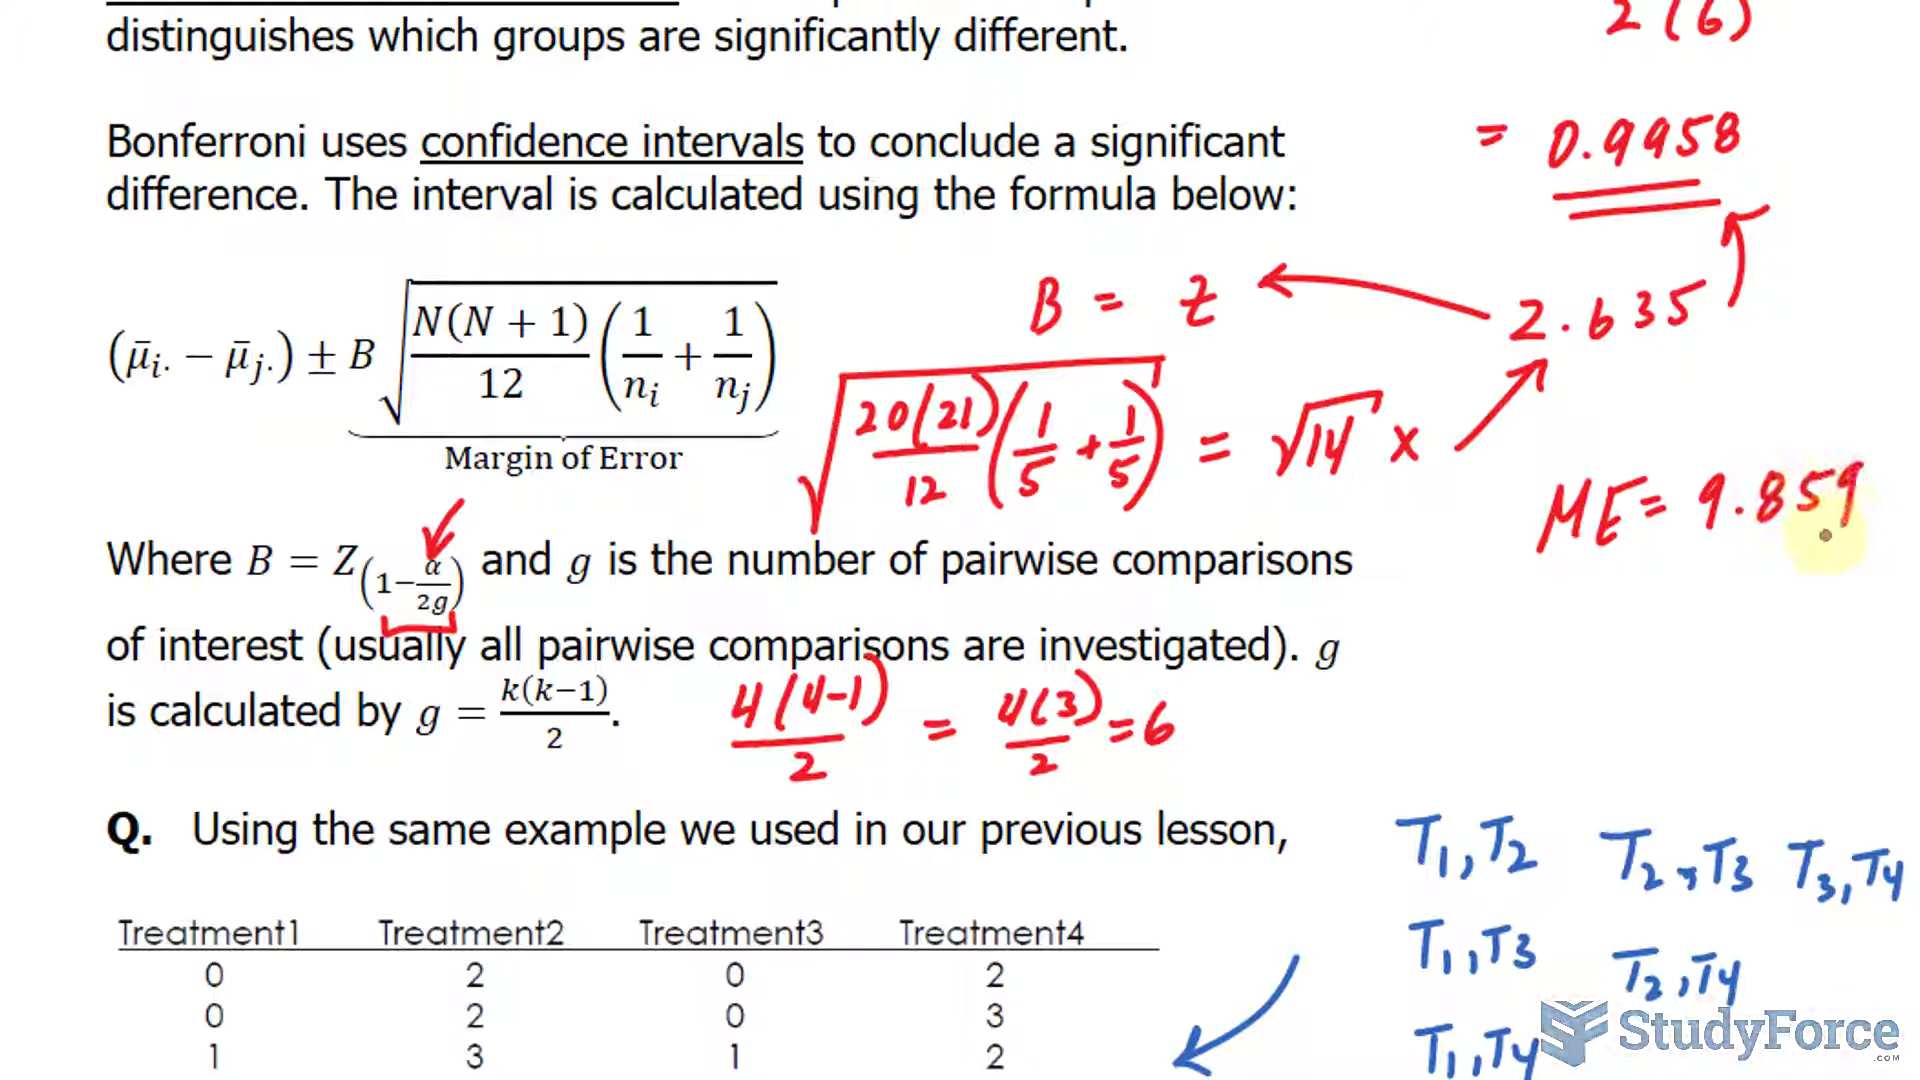 distinguishes which groups are significantly different.
2(6)
Bonferroni uses confidence intervals to conclude a significant
difference. The interval is calculated using the formula below:
= 0.9958
(μ̄ᵢ. − μ̄ⱼ.) ± B √(N(N + 1)/12 (1/nᵢ + 1/nⱼ))
Margin of Error
B = Z
2.635
√(20(21)/12 (1/5 + 1/5)) = √14 ×
ME = 9.859
Where B = Z(1−α/2g) and g is the number of pairwise comparisons
of interest (usually all pairwise comparisons are investigated). g
is calculated by g = k(k−1)/2.
4(4-1)/2 = 4(3)/2 = 6
Q. Using the same example we used in our previous lesson,
T1, T2
T2, T3
T3, T4
T1, T3
T2, T4
T1, T4
Treatment1 Treatment2 Treatment3 Treatment4
0 2 0 2
0 2 0 3
1 3 1 2
StudyForce
.COM